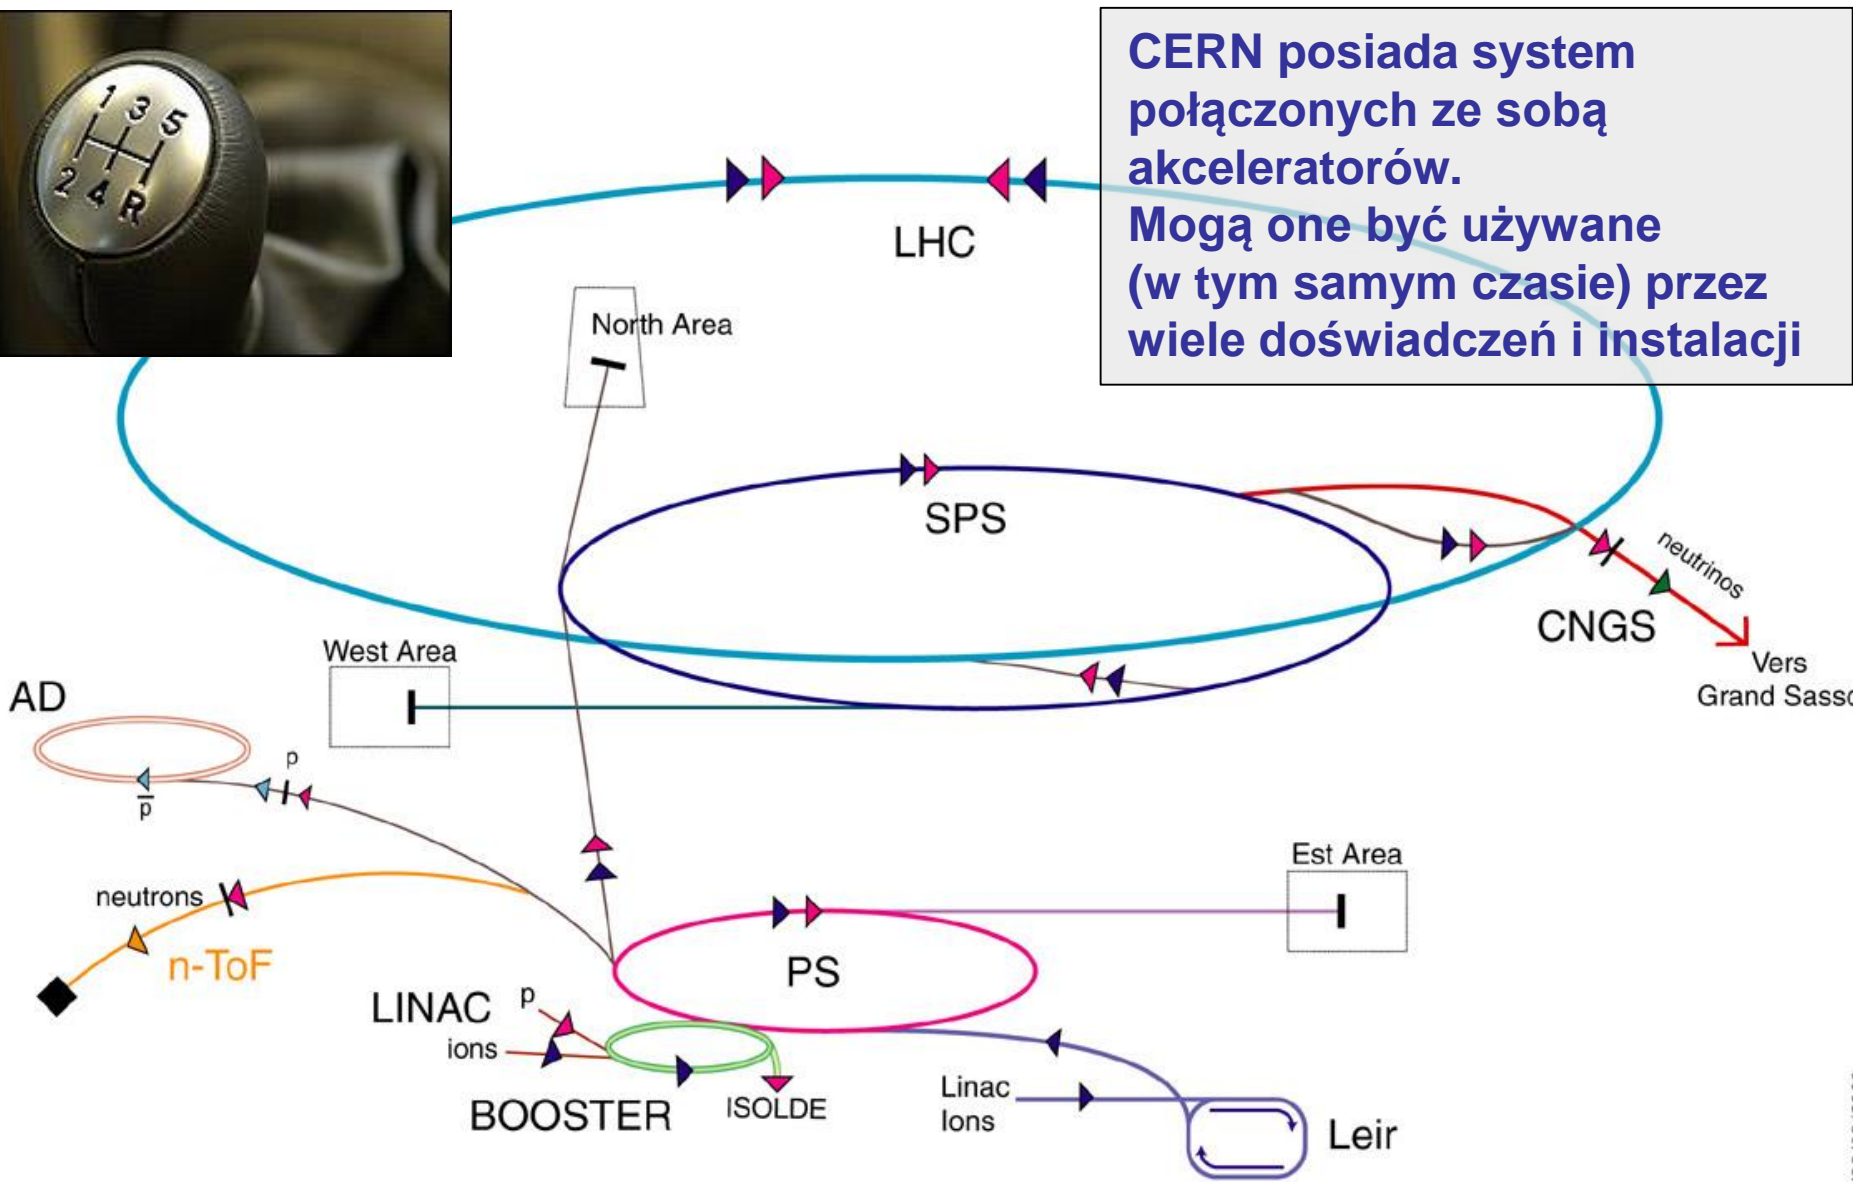 1 3 5
2 4 R
CERN posiada system
połączonych ze sobą
akceleratorów.
Mogą one być używane
(w tym samym czasie) przez
wiele doświadczeń i instalacji
LHC
North Area
SPS
neutrinos
CNGS
Vers
Grand Sasso
West Area
AD
p
p
neutrons
n-ToF
Est Area
PS
LINAC
p
ions
BOOSTER
ISOLDE
Linac
Ions
Leir